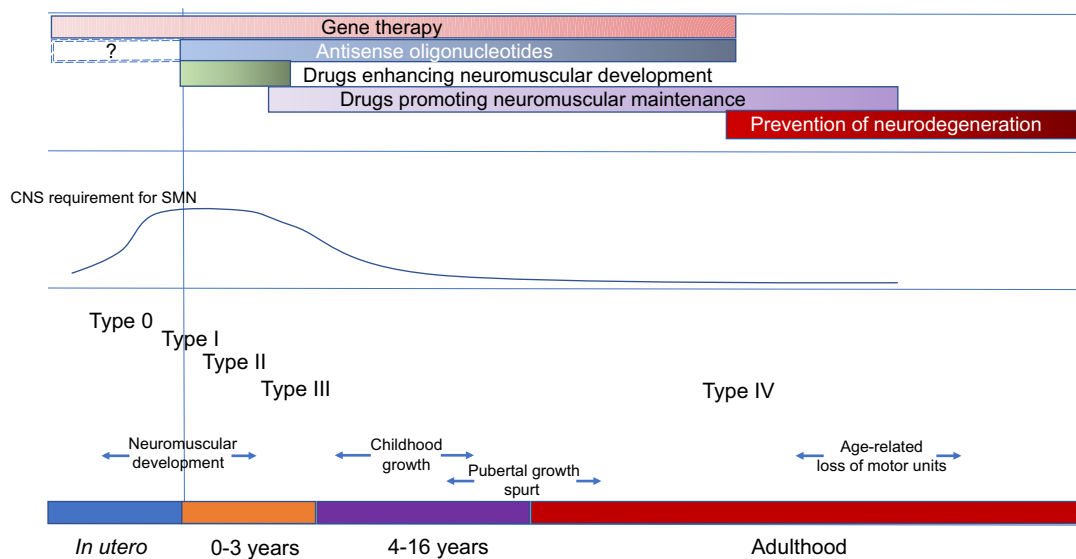 Gene therapy
?
Antisense oligonucleotides
Drugs enhancing neuromuscular development
Drugs promoting neuromuscular maintenance
Prevention of neurodegeneration
CNS requirement for SMN
Type 0
Type I
Type II
Type III
Type IV
Neuromuscular
development
Childhood
growth
Pubertal growth
spurt
Age-related
loss of motor units
In utero
0-3 years
4-16 years
Adulthood